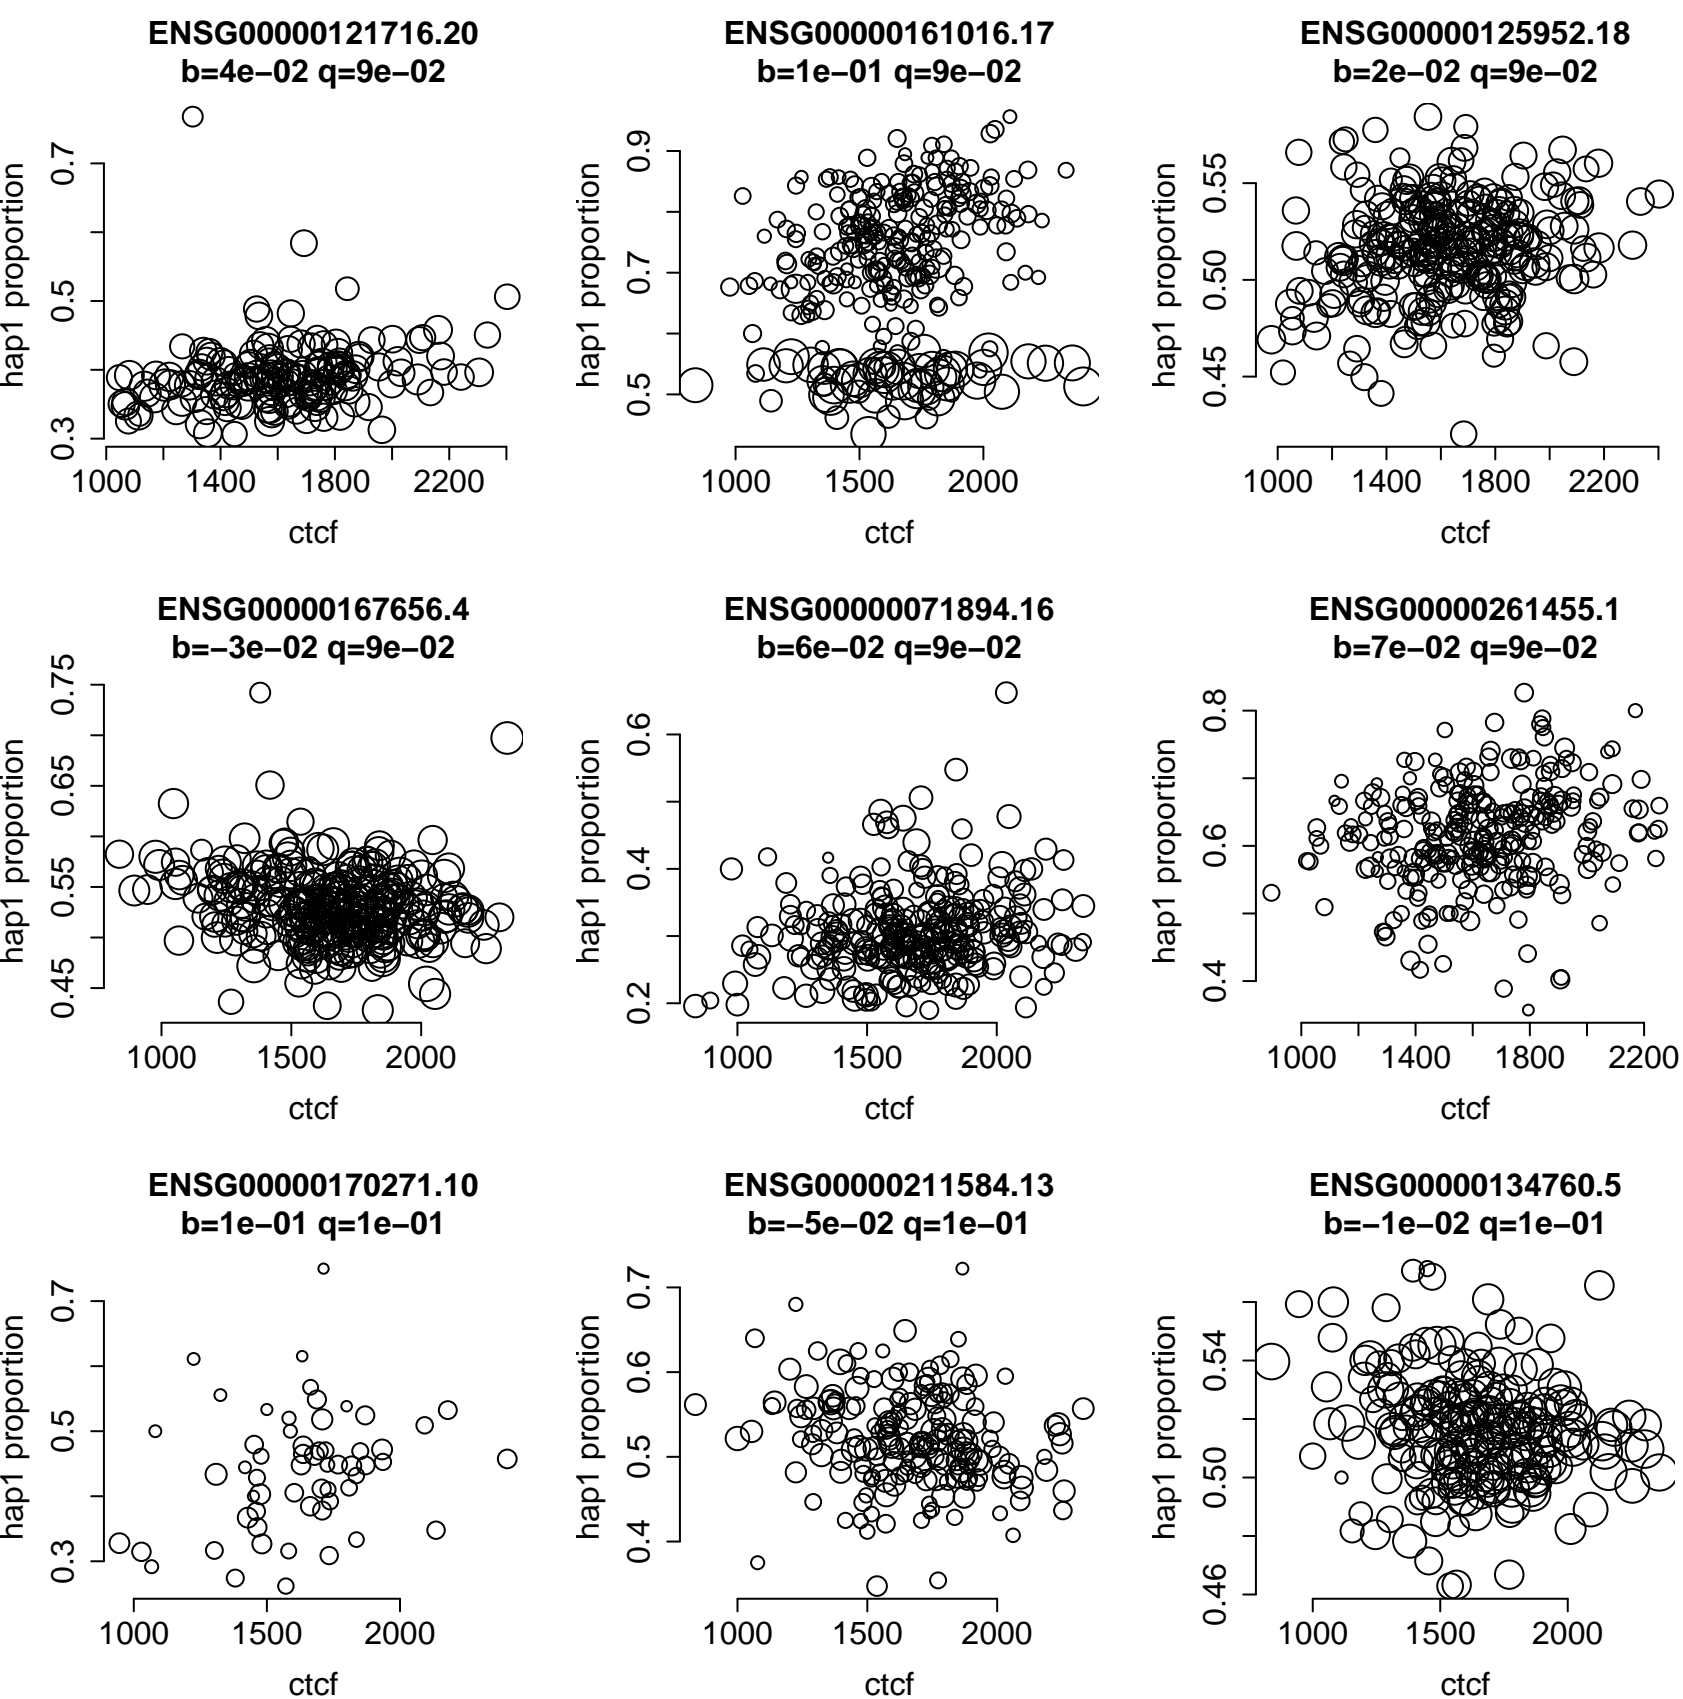 ENSG00000121716.20
b=4e−02 q=9e−02
hap1 proportion
0.3 0.5 0.7
1000 1400 1800 2200
ctcf
ENSG00000161016.17
b=1e−01 q=9e−02
hap1 proportion
0.5 0.7 0.9
1000 1500 2000
ctcf
ENSG00000125952.18
b=2e−02 q=9e−02
hap1 proportion
0.45 0.50 0.55
1000 1400 1800 2200
ctcf
ENSG00000167656.4
b=−3e−02 q=9e−02
hap1 proportion
0.45 0.55 0.65 0.75
1000 1500 2000
ctcf
ENSG00000071894.16
b=6e−02 q=9e−02
hap1 proportion
0.2 0.4 0.6
1000 1500 2000
ctcf
ENSG00000261455.1
b=7e−02 q=9e−02
hap1 proportion
0.4 0.6 0.8
1000 1400 1800 2200
ctcf
ENSG00000170271.10
b=1e−01 q=1e−01
hap1 proportion
0.3 0.5 0.7
1000 1500 2000
ctcf
ENSG00000211584.13
b=−5e−02 q=1e−01
hap1 proportion
0.4 0.5 0.6 0.7
1000 1500 2000
ctcf
ENSG00000134760.5
b=−1e−02 q=1e−01
hap1 proportion
0.46 0.50 0.54
1000 1500 2000
ctcf